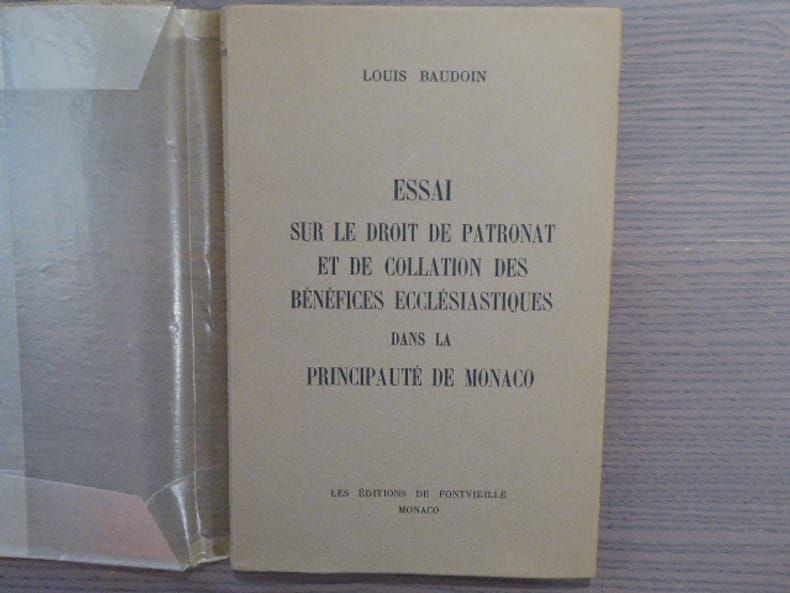 LOUIS BAUDOIN
ESSAI
SUR LE DROIT DE PATRONAT
ET DE COLLATION DES
BÉNÉFICES ECCLÉSIASTIQUES
DANS LA
PRINCIPAUTÉ DE MONACO
LES ÉDITIONS DE FONTVIEILLE
MONACO